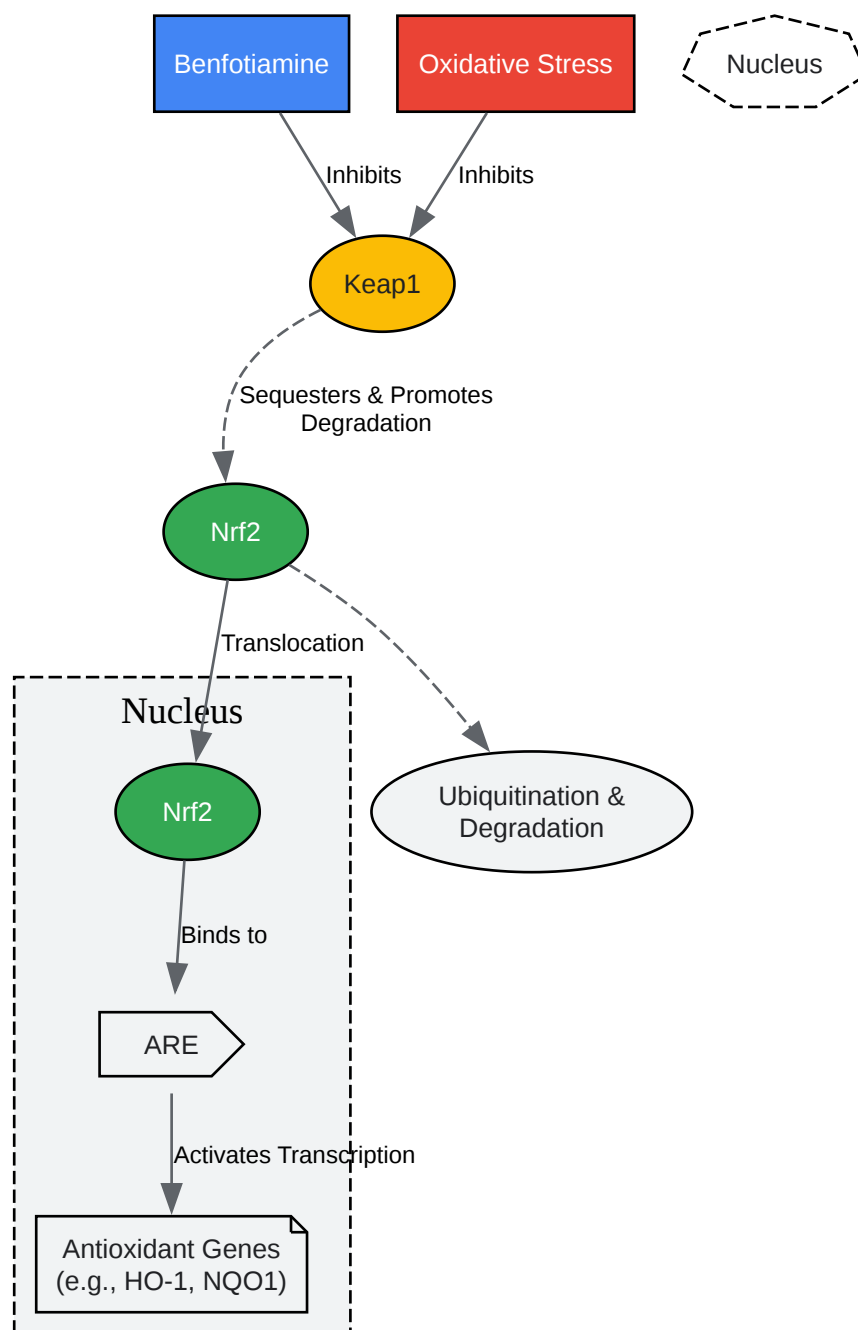 Benfotiamine
Oxidative Stress
Nucleus
Inhibits
Inhibits
Keap1
Sequesters & Promotes
Degradation
Nrf2
Translocation
Nucleus
Nrf2
Ubiquitination &
Degradation
Binds to
ARE
Activates Transcription
Antioxidant Genes
(e.g., HO-1, NQO1)